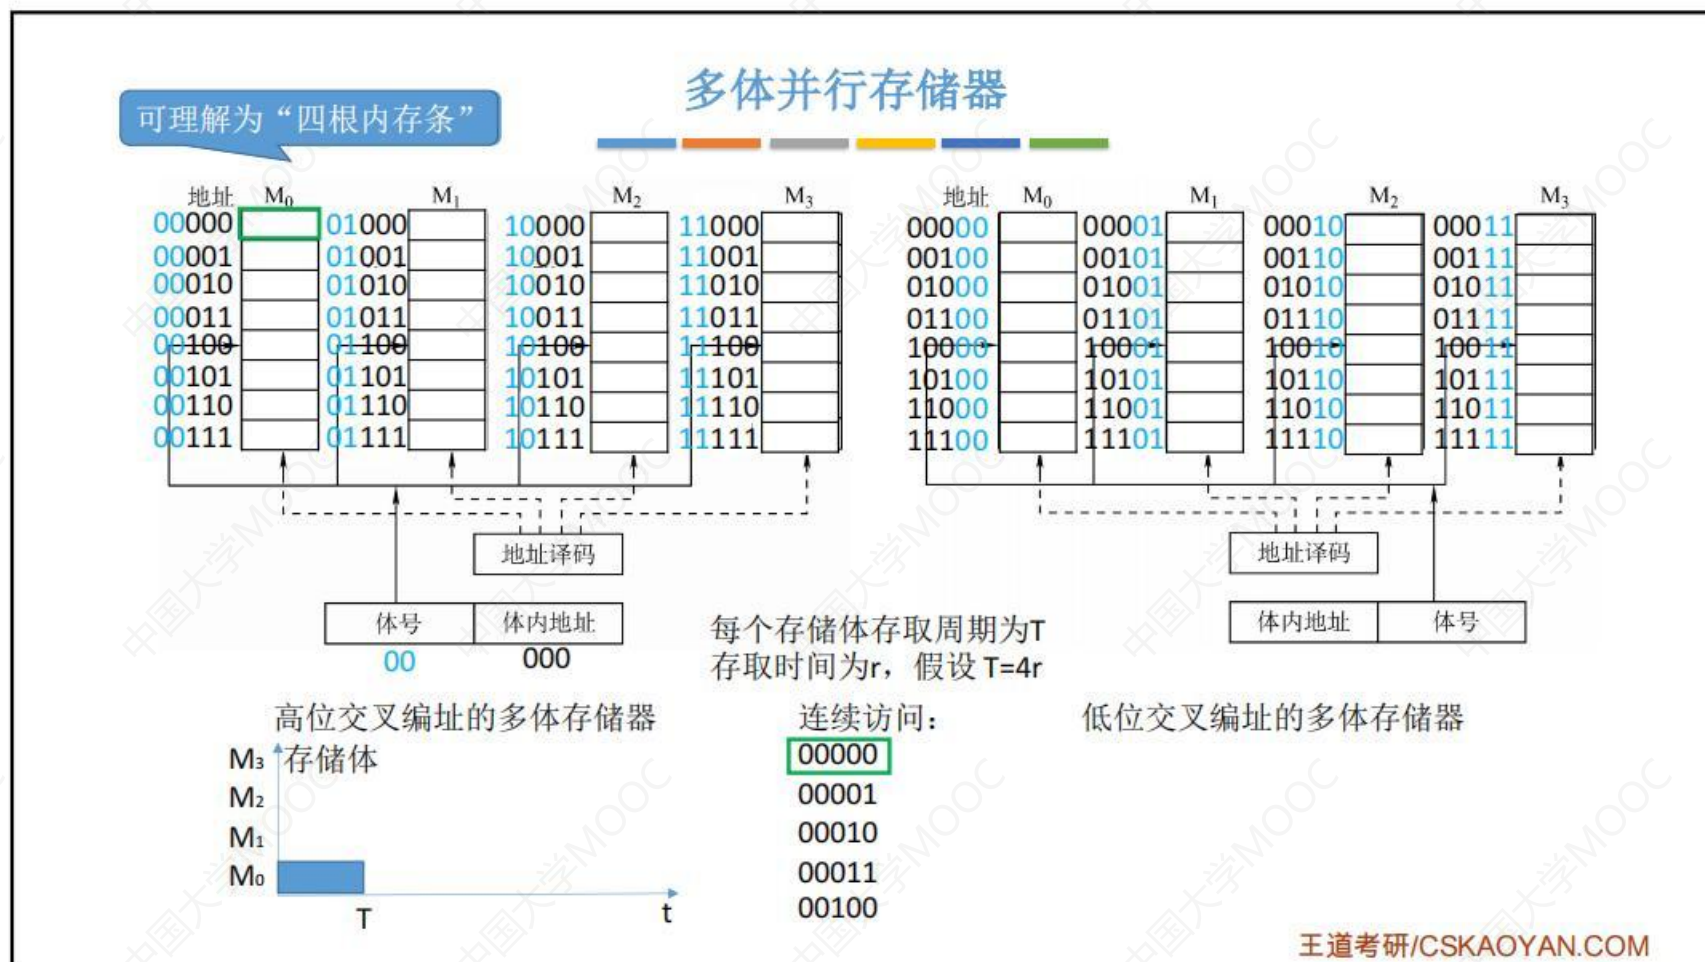 多体并行存储器
可理解为“四根内存条”
地址 M₀ M₁ M₂ M₃
00000 01000 10000 11000
00001 01001 10001 11001
00010 01010 10010 11010
00011 01011 10011 11011
00100 01100 10100 11100
00101 01101 10101 11101
00110 01110 10110 11110
00111 01111 10111 11111
地址译码
体号 体内地址
00 000
高位交叉编址的多体存储器
地址 M₀ M₁ M₂ M₃
00000 00001 00010 00011
00100 00101 00110 00111
01000 01001 01010 01011
01100 01101 01110 01111
10000 10001 10010 10011
10100 10101 10110 10111
11000 11001 11010 11011
11100 11101 11110 11111
地址译码
体内地址 体号
低位交叉编址的多体存储器
每个存储体存取周期为T
存取时间为r，假设 T=4r
连续访问：
00000
00001
00010
00011
00100
存储体
M₃
M₂
M₁
M₀
T
t
王道考研/CSKAOYAN.COM
中国大学MOOC